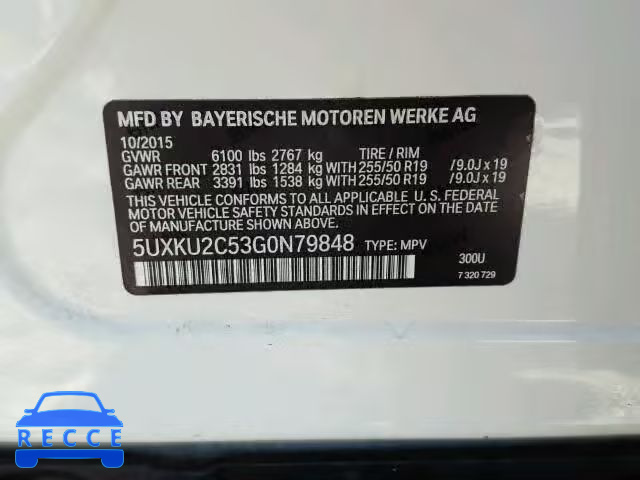 MFD BY BAYERISCHE MOTOREN WERKE AG
10/2015
GVWR 6100 lbs 2767 kg TIRE / RIM
GAWR FRONT 2831 lbs 1284 kg WITH 255/50 R19 /9.0J x 19
GAWR REAR 3391 lbs 1538 kg WITH 255/50 R19 /9.0J x 19
THIS VEHICLE CONFORMS TO ALL APPLICABLE U.S. FEDERAL
MOTOR VEHICLE SAFETY STANDARDS IN EFFECT ON THE DATE OF
MANUFACTURE SHOWN ABOVE.
5UXKU2C53G0N79848 TYPE: MPV
300U
7 320 729
RECCE